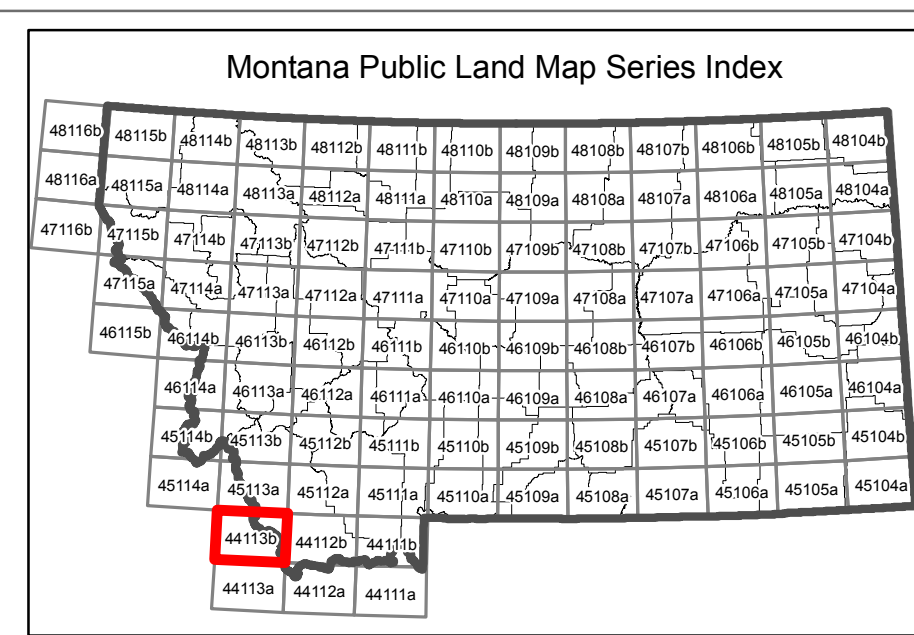 Montana Public Land Map Series Index
48116b 48115b 48114b 48113b 48112b 48111b 48110b 48109b 48108b 48107b 48106b 48105b 48104b
48116a 48115a 48114a 48113a 48112a 48111a 48110a 48109a 48108a 48107a 48106a 48105a 48104a
47116b 47115b 47114b 47113b 47112b 47111b 47110b 47109b 47108b 47107b 47106b 47105b 47104b
47115a 47114a 47113a 47112a 47111a 47110a 47109a 47108a 47107a 47106a 47105a 47104a
46115b 46114b 46113b 46112b 46111b 46110b 46109b 46108b 46107b 46106b 46105b 46104b
46114a 46113a 46112a 46111a 46110a 46109a 46108a 46107a 46106a 46105a 46104a
45114b 45113b 45112b 45111b 45110b 45109b 45108b 45107b 45106b 45105b 45104b
45114a 45113a 45112a 45111a 45110a 45109a 45108a 45107a 45106a 45105a 45104a
44113b 44112b 44111b
44113a 44112a 44111a